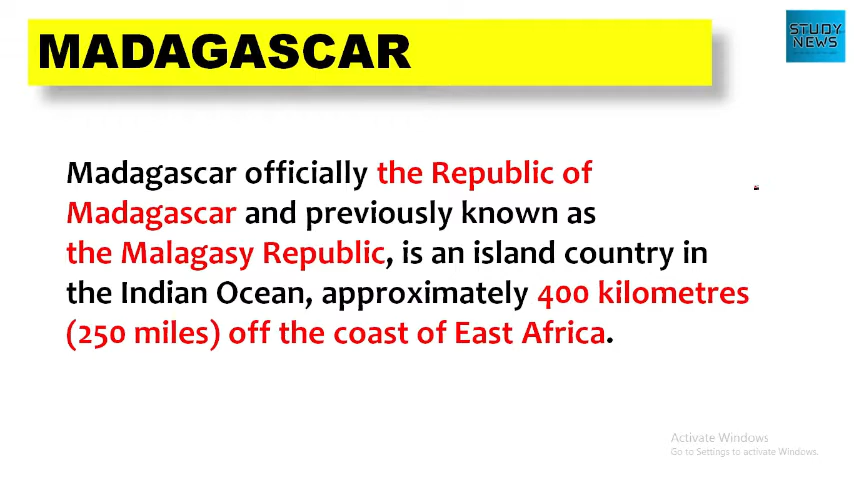 MADAGASCAR
STUDY
NEWS
Madagascar officially the Republic of
Madagascar and previously known as
the Malagasy Republic, is an island country in
the Indian Ocean, approximately 400 kilometres
(250 miles) off the coast of East Africa.
Activate Windows
Go to Settings to activate Windows.